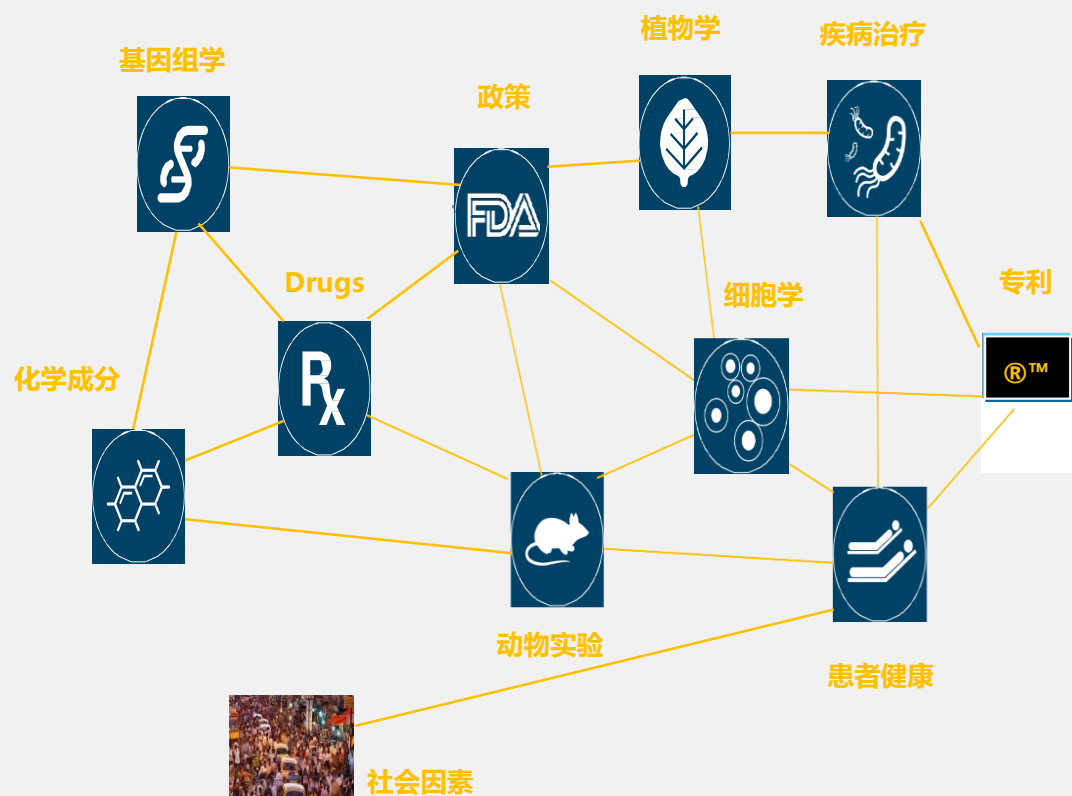 植物学
疾病治疗
基因组学
政策
FDA
Drugs
细胞学
专利
®™
Rx
化学成分
动物实验
患者健康
社会因素